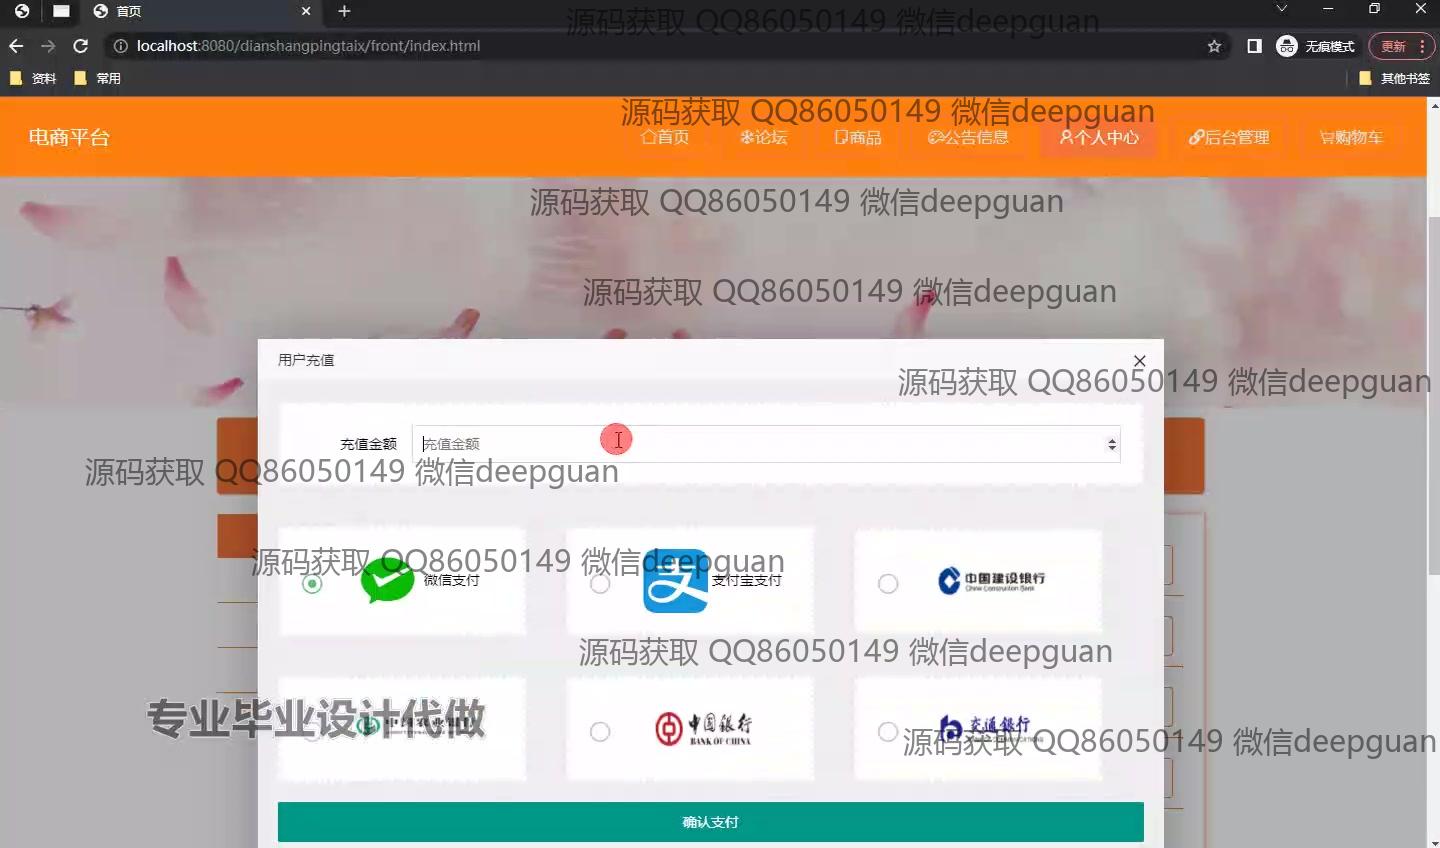 首页
源码获取 QQ86050149 微信deepguan
localhost:8080/dianshangpingtaix/front/index.html
无痕模式
更新
资料
常用
其他书签
源码获取 QQ86050149 微信deepguan
电商平台
首页
论坛
商品
公告信息
个人中心
后台管理
购物车
源码获取 QQ86050149 微信deepguan
源码获取 QQ86050149 微信deepguan
用户充值
源码获取 QQ86050149 微信deepguan
充值金额
充值金额
源码获取 QQ86050149 微信deepguan
源码获取 QQ86050149 微信deepguan
微信支付
支付宝支付
中国建设银行
China Construction Bank
源码获取 QQ86050149 微信deepguan
专业毕业设计代做
中国农业银行
中国银行
BANK OF CHINA
交通银行
源码获取 QQ86050149 微信deepguan
确认支付